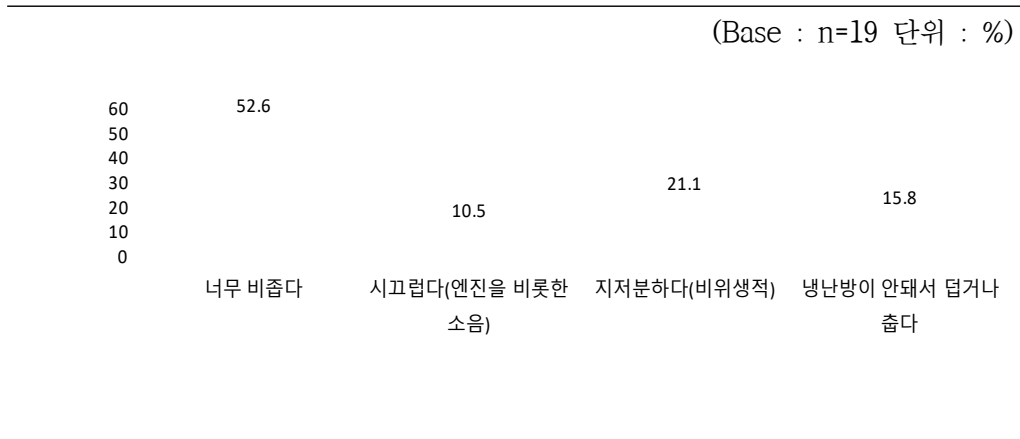 (Base : n=19 단위 : %)
60
50
40
30
20
10
0
52.6
10.5
21.1
15.8
너무 비좁다
시끄럽다(엔진을 비롯한
소음)
지저분하다(비위생적)
냉난방이 안돼서 덥거나
춥다